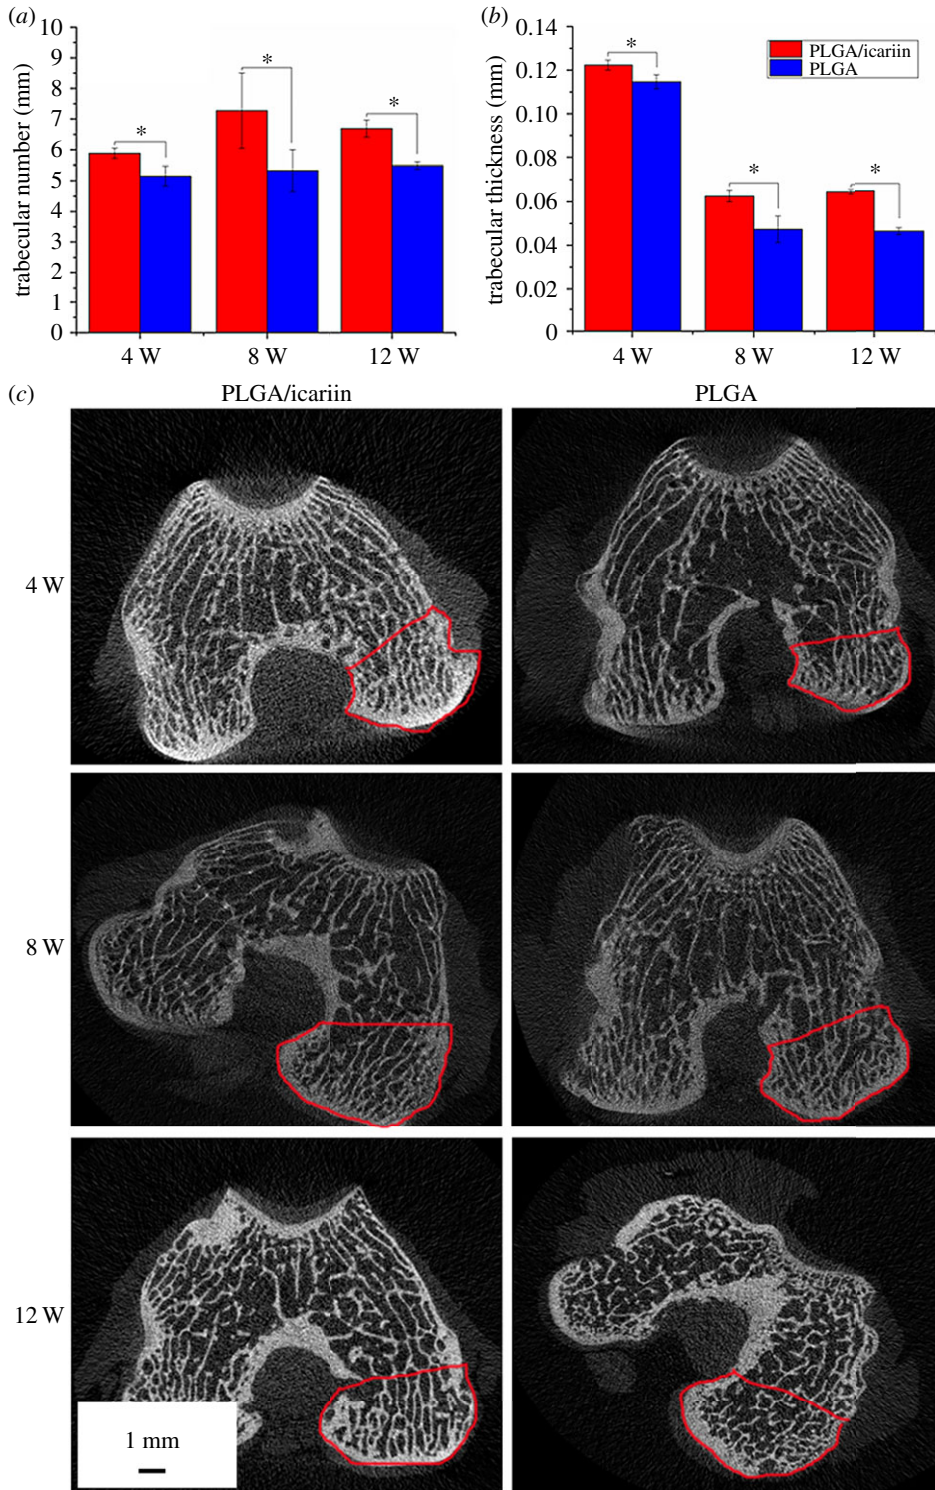 (a)
10
9
8
7
6
5
4
3
2
1
0
trabecular number (mm)
*
*
*
4 W
8 W
12 W
(b)
0.14
0.12
0.10
0.08
0.06
0.04
0.02
0
trabecular thickness (mm)
PLGA/icariin
PLGA
*
*
*
4 W
8 W
12 W
(c)
PLGA/icariin
PLGA
4 W
8 W
12 W
1 mm